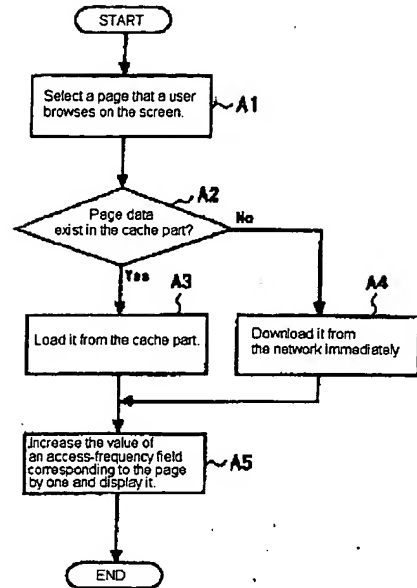 START
Select a page that a user
browses on the screen.
A1
A2
Page data
exist in the cache part?
No
Yes
A3
Load it from the cache part.
A4
Download it from
the network immediately
Increase the value of
an access-frequency field
corresponding to the page
by one and display it.
A5
END